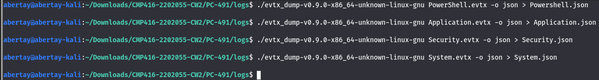 abertay@abertay-kali:~/Downloads/CMP416-2202055-CW2/PC-491/logs$ ./evtx_dump-v0.9.0-x86_64-unknown-linux-gnu PowerShell.evtx -o json > Powershell.json
abertay@abertay-kali:~/Downloads/CMP416-2202055-CW2/PC-491/logs$ ./evtx_dump-v0.9.0-x86_64-unknown-linux-gnu Application.evtx -o json > Application.json
abertay@abertay-kali:~/Downloads/CMP416-2202055-CW2/PC-491/logs$ ./evtx_dump-v0.9.0-x86_64-unknown-linux-gnu Security.evtx -o json > Security.json
abertay@abertay-kali:~/Downloads/CMP416-2202055-CW2/PC-491/logs$ ./evtx_dump-v0.9.0-x86_64-unknown-linux-gnu System.evtx -o json > System.json
abertay@abertay-kali:~/Downloads/CMP416-2202055-CW2/PC-491/logs$